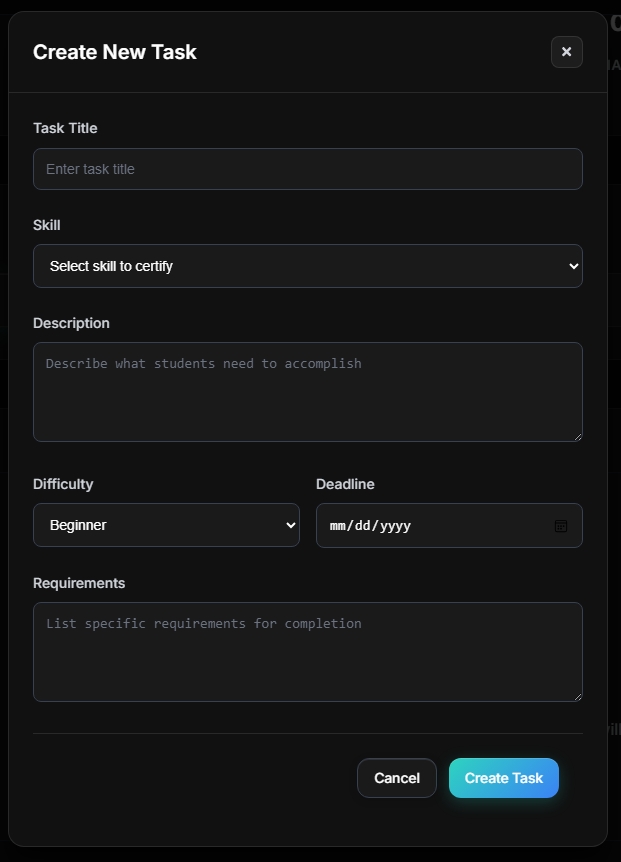 Create New Task
×
Task Title
Enter task title
Skill
Select skill to certify
Description
Describe what students need to accomplish
Difficulty
Deadline
Beginner
mm/dd/yyyy
Requirements
List specific requirements for completion
Cancel
Create Task